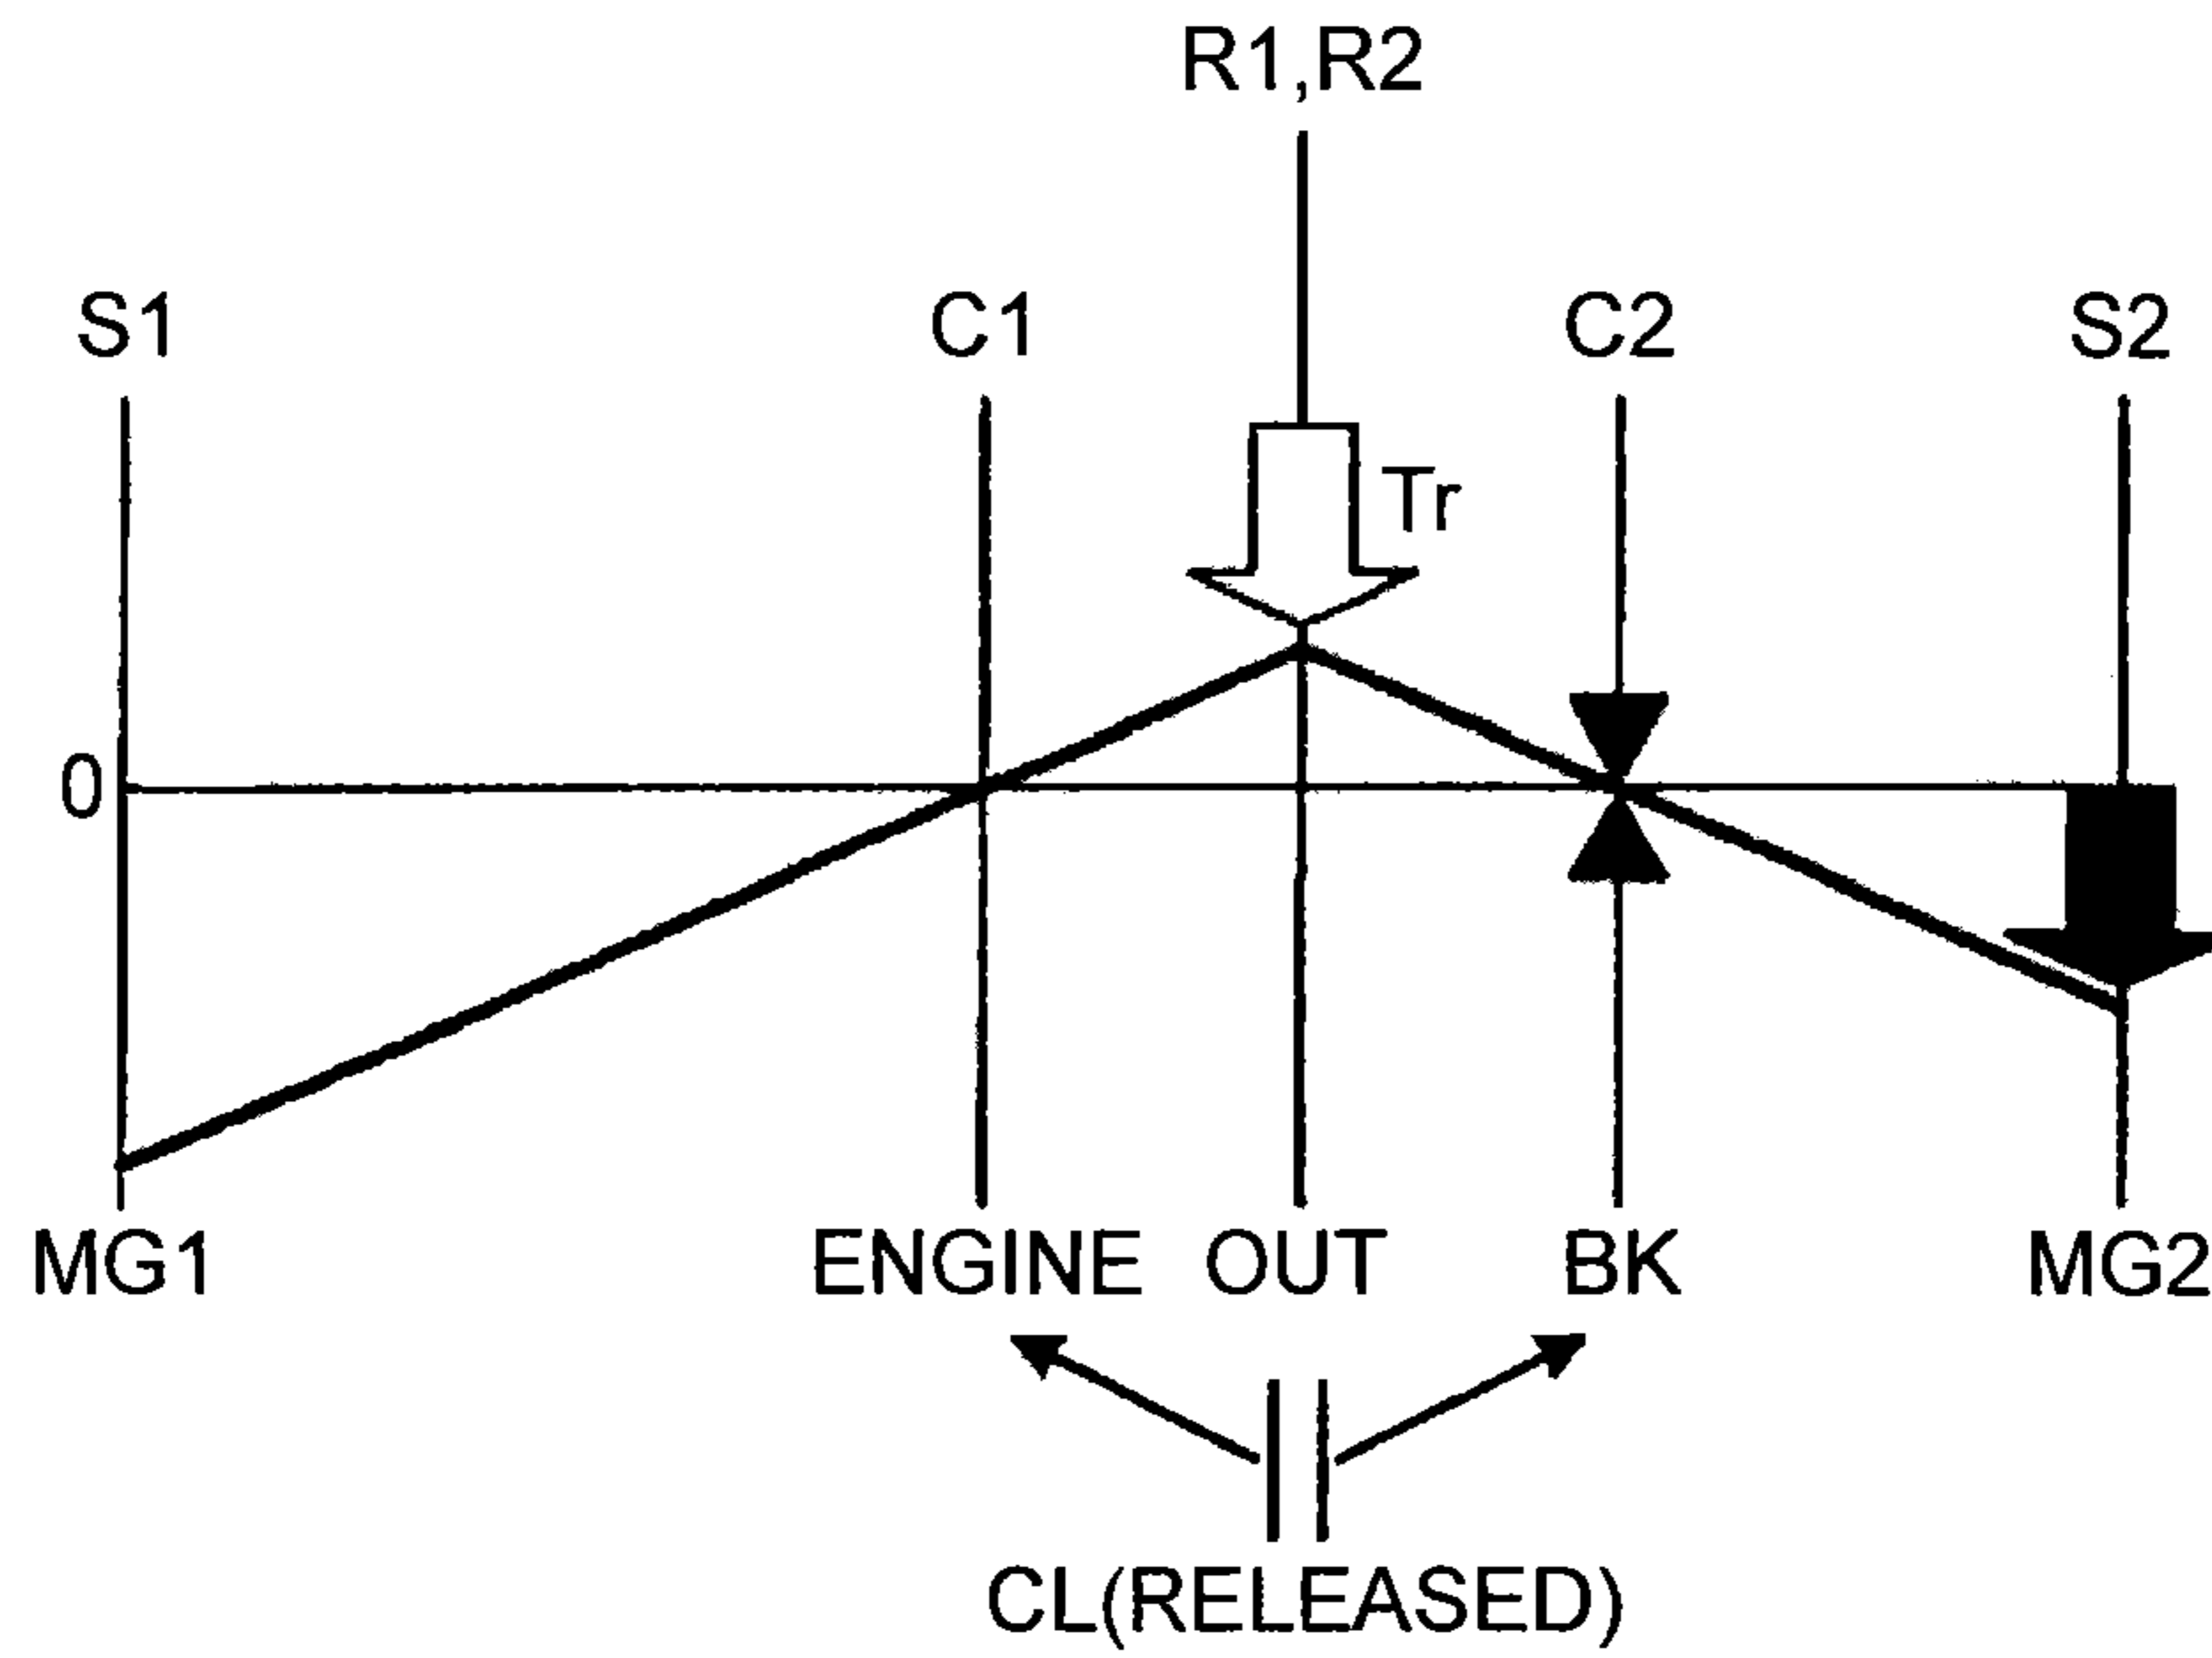 R1,R2
S1 C1 C2 S2
Tr
0
MG1 ENGINE OUT BK MG2
CL(RELEASED)